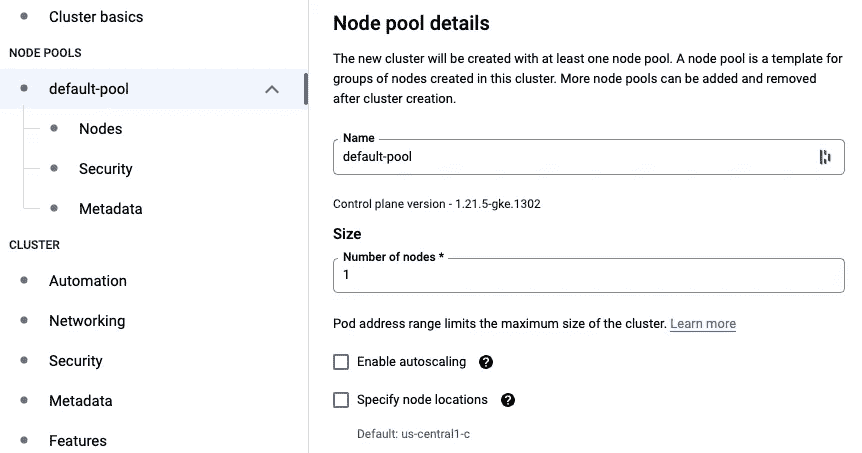 Cluster basics
NODE POOLS
default-pool
Nodes
Security
Metadata
CLUSTER
Automation
Networking
Security
Metadata
Features
Node pool details
The new cluster will be created with at least one node pool. A node pool is a template for
groups of nodes created in this cluster. More node pools can be added and removed
after cluster creation.
Name
default-pool
Control plane version - 1.21.5-gke.1302
Size
Number of nodes *
1
Pod address range limits the maximum size of the cluster. Learn more
Enable autoscaling ?
Specify node locations ?
Default: us-central1-c